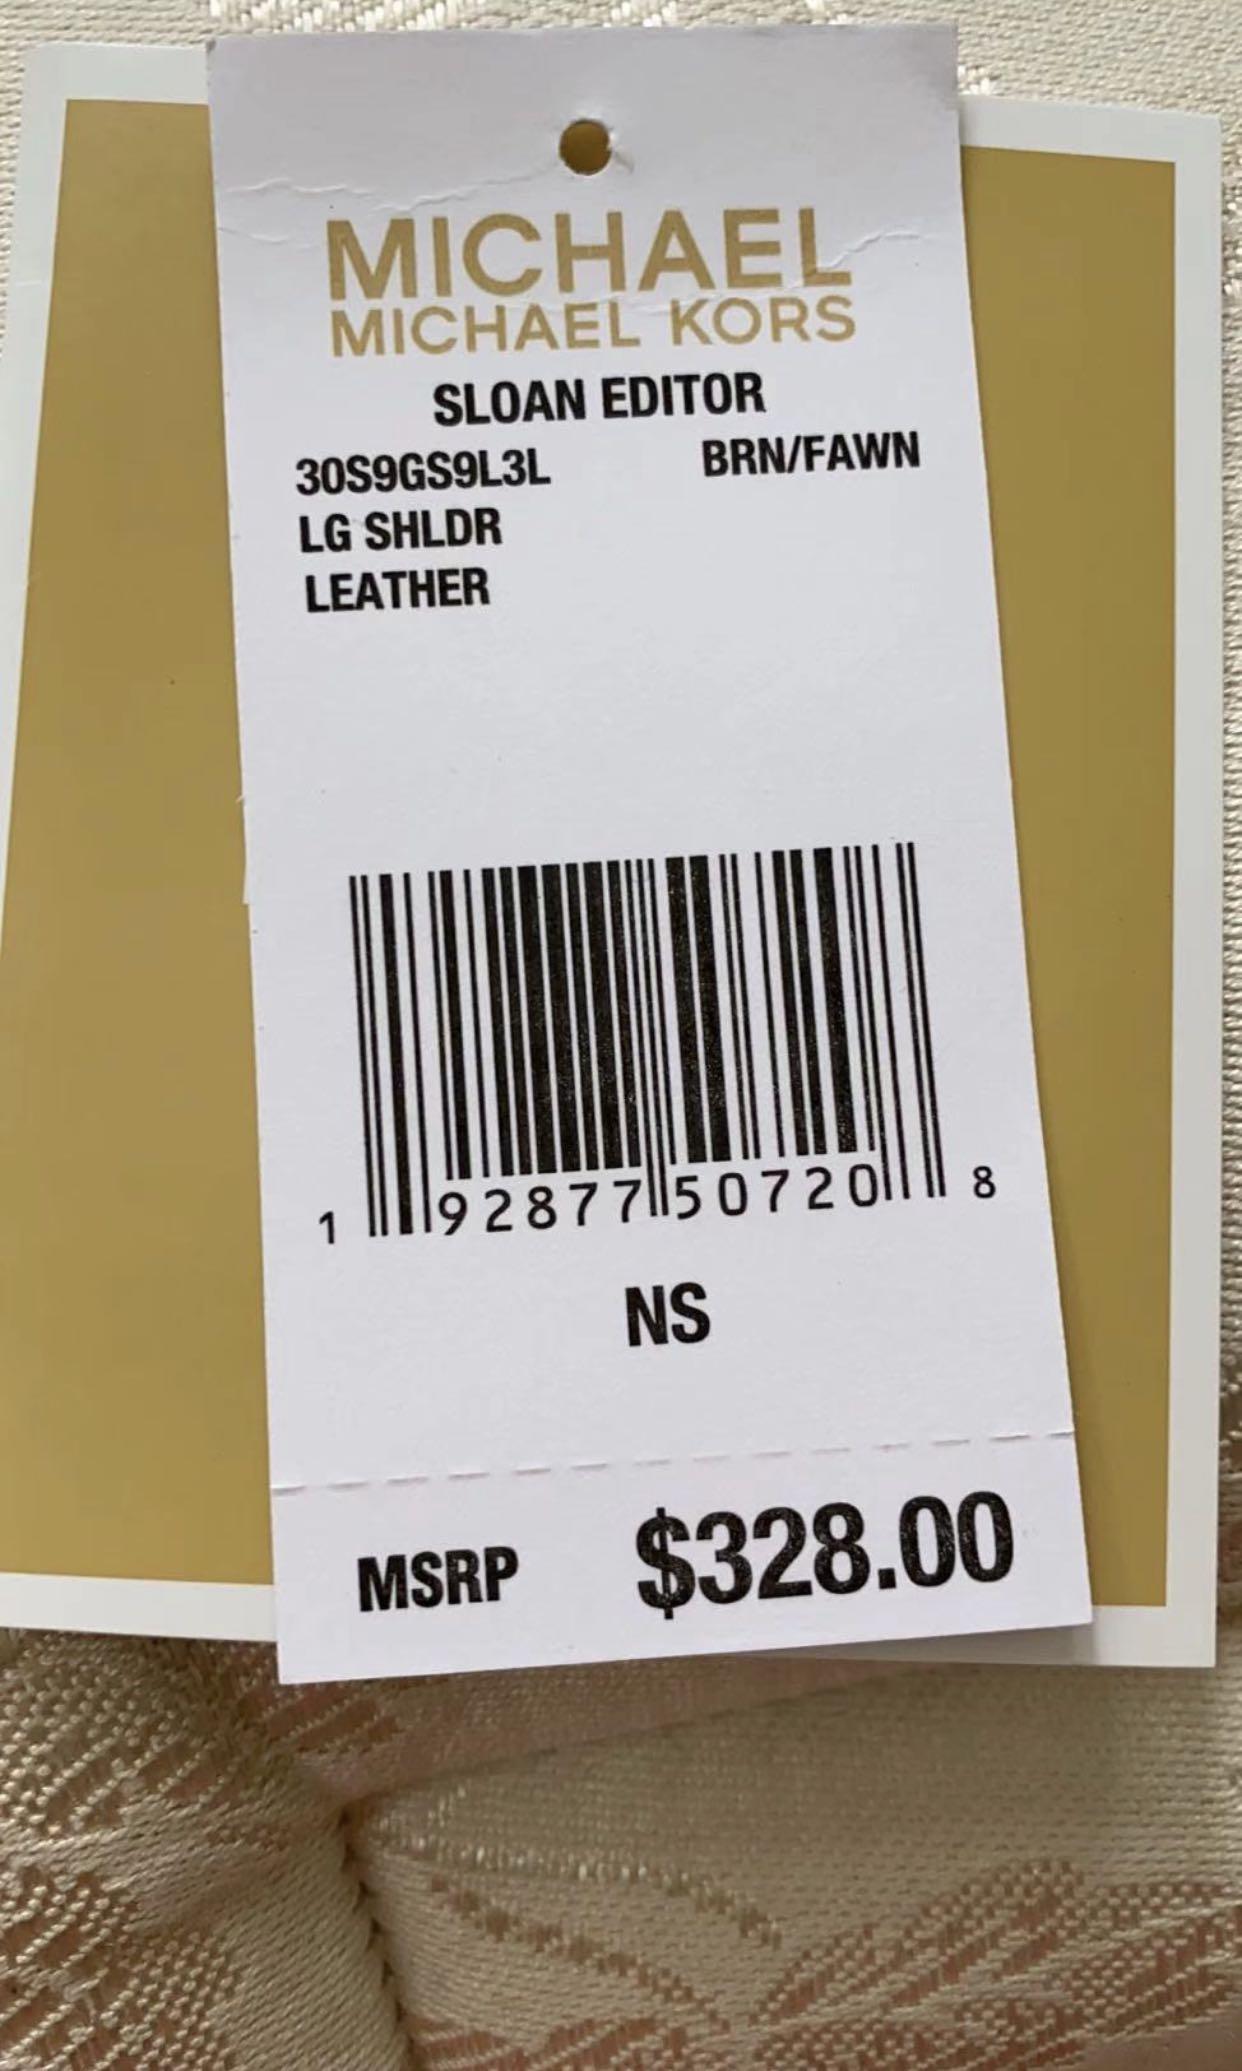 MICHAEL
MICHAEL KORS
SLOAN EDITOR
30S9GS9L3L BRN/FAWN
LG SHLDR
LEATHER
1 92877 50720 8
NS
MSRP $328.00